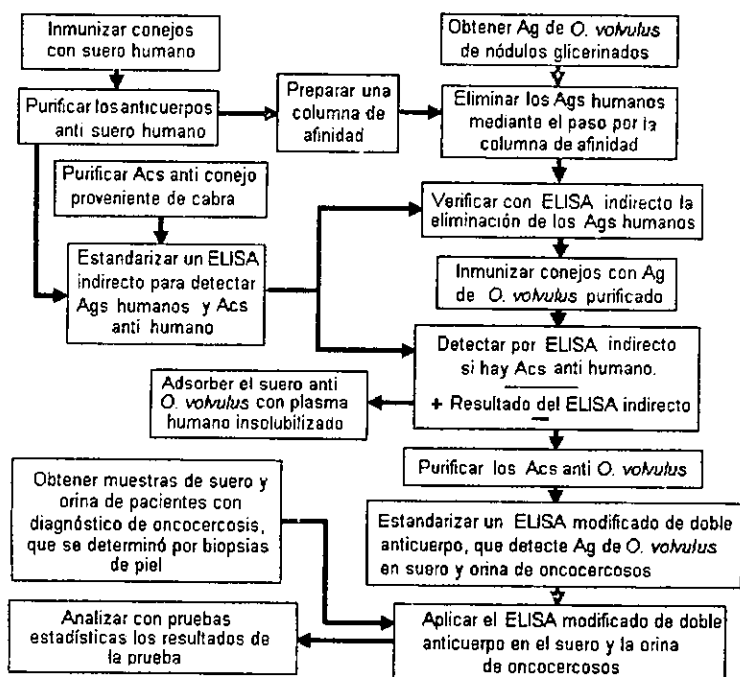 Inmunizar conejos
con suero humano
Purificar los anticuerpos
anti suero humano
Preparar una
columna de
afinidad
Obtener Ag de O. volvulus
de nódulos glicerinados
Eliminar los Ags humanos
mediante el paso por la
columna de afinidad
Purificar Acs anti conejo
proveniente de cabra
Verificar con ELISA indirecto la
eliminación de los Ags humanos
Estandarizar un ELISA
indirecto para detectar
Ags humanos y Acs
anti humano
Inmunizar conejos con Ag
de O. volvulus purificado
Detectar por ELISA indirecto
si hay Acs anti humano.
+ Resultado del ELISA indirecto
Adsorber el suero anti
O. volvulus con plasma
humano insolubilizado
Purificar los Acs anti O. volvulus
Obtener muestras de suero y
orina de pacientes con
diagnóstico de oncocercosis,
que se determinó por biopsias
de piel
Estandarizar un ELISA modificado de doble
anticuerpo, que detecte Ag de O. volvulus
en suero y orina de oncocercosos
Analizar con pruebas
estadísticas los resultados de
la prueba
Aplicar el ELISA modificado de doble
anticuerpo en el suero y la orina
de oncocercosos